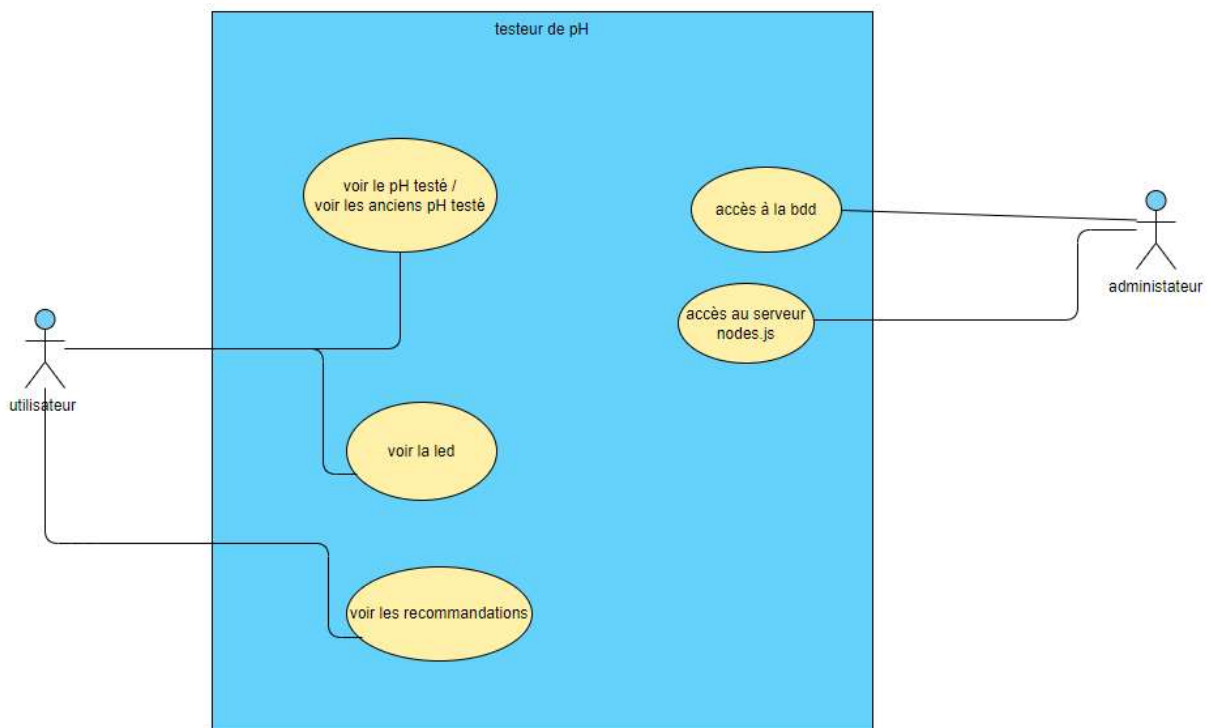 testeur de pH
voir le pH testé /
voir les anciens pH testé
accès à la bdd
administateur
accès au serveur
nodes.js
utilisateur
voir la led
voir les recommandations